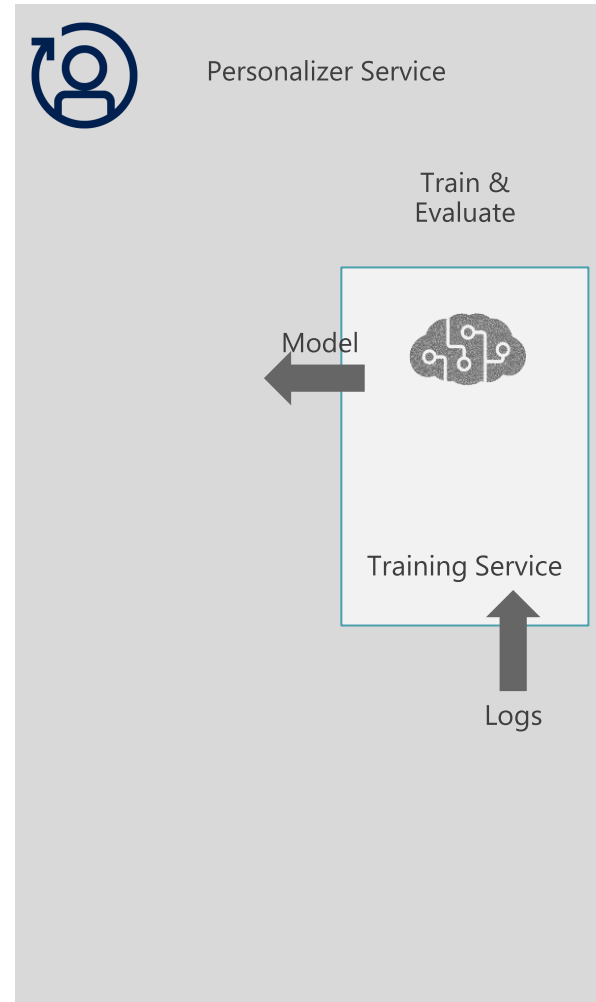 Personalizer Service
Train &
Evaluate
Model
Training Service
Logs